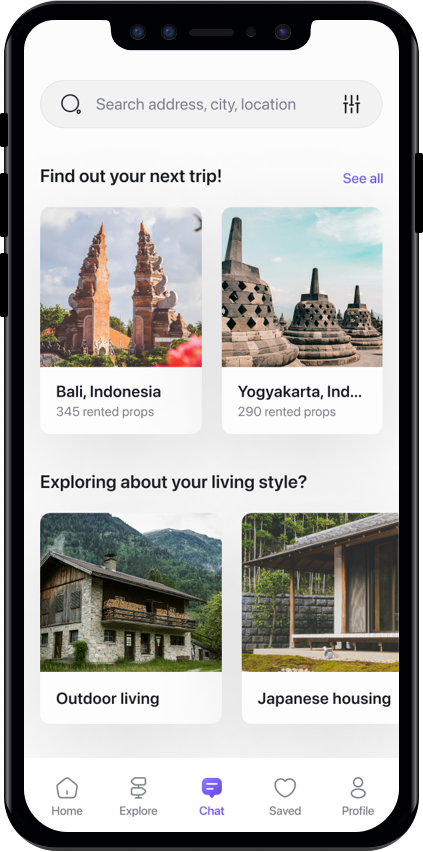 Search address, city, location
Find out your next trip!
See all
Bali, Indonesia
345 rented props
Yogyakarta, Ind...
290 rented props
Exploring about your living style?
Outdoor living
Japanese housing
Home
Explore
Chat
Saved
Profile